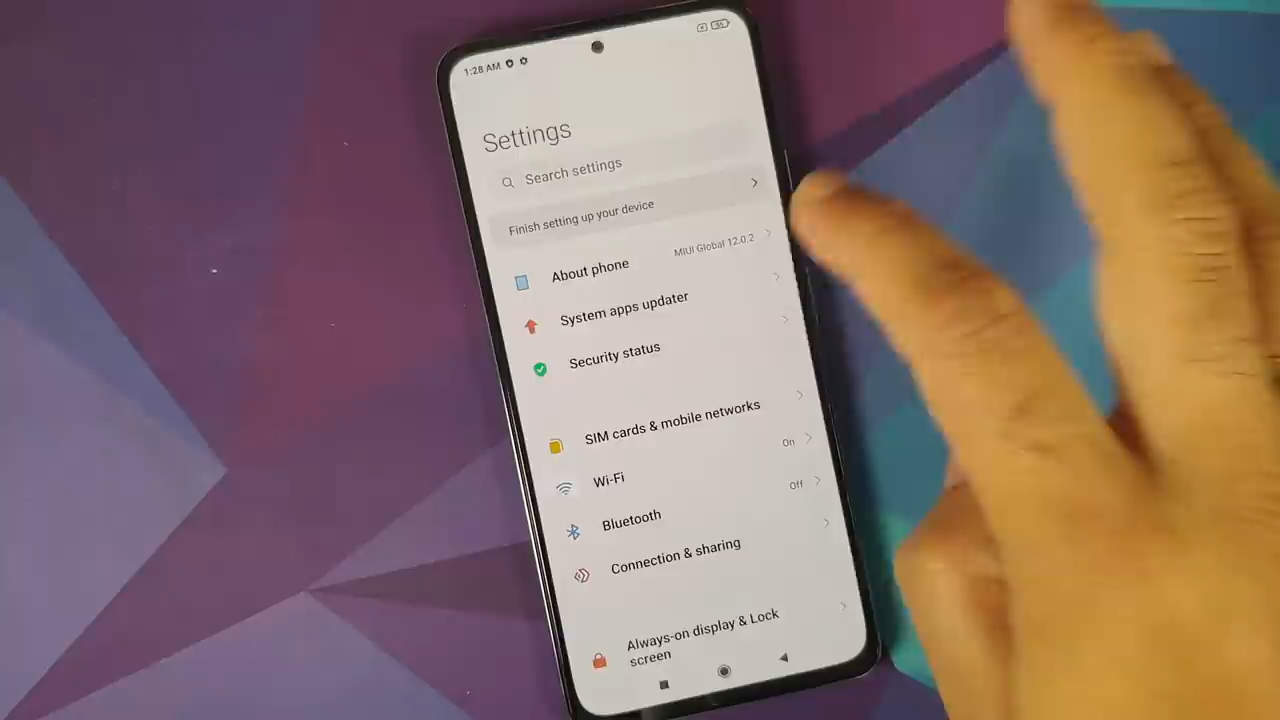 1:28 AM
Settings
Search settings
Finish setting up your device
About phone MIUI Global 12.0.2
System apps updater
Security status
SIM cards & mobile networks
Wi-Fi On
Bluetooth Off
Connection & sharing
Always-on display & Lock
screen